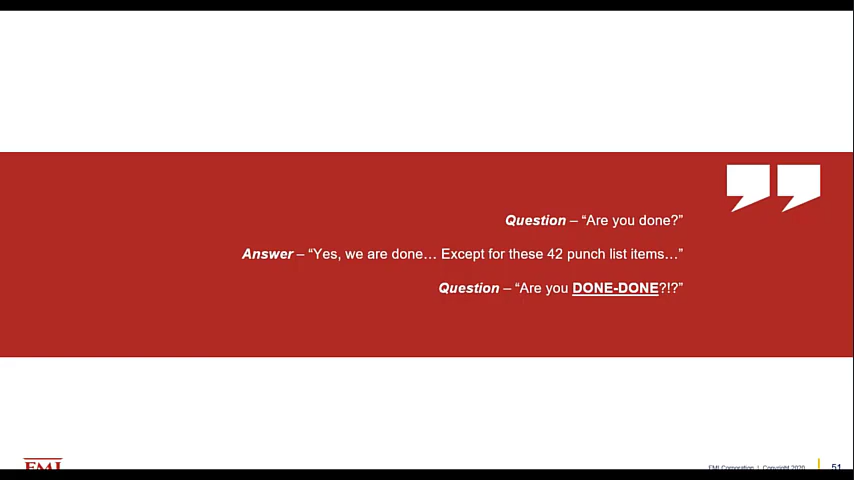 Question – “Are you done?”
Answer – “Yes, we are done… Except for these 42 punch list items…”
Question – “Are you DONE-DONE?!?”
FMI
FMI Corporation | Copyright 2020
51